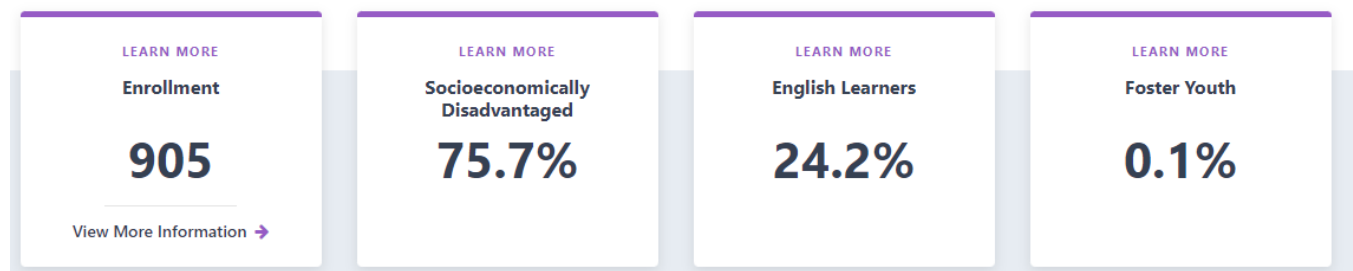 LEARN MORE
Enrollment
905
View More Information
LEARN MORE
Socioeconomically
Disadvantaged
75.7%
LEARN MORE
English Learners
24.2%
LEARN MORE
Foster Youth
0.1%